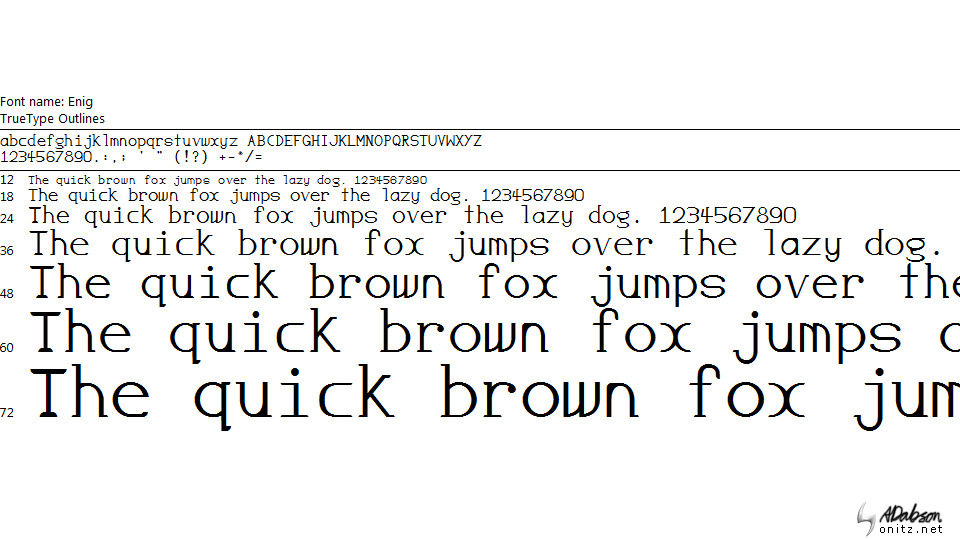 Font name: Enig
TrueType Outlines
abcdefghijklmnopqrstuvwxyz ABCDEFGHIJKLMNOPQRSTUVWXYZ
1234567890.:,; ' " (!?) +-*/=
12 The quick brown fox jumps over the lazy dog. 1234567890
18 The quick brown fox jumps over the lazy dog. 1234567890
24 The quick brown fox jumps over the lazy dog. 1234567890
36 The quick brown fox jumps over the lazy dog.
48 The quick brown fox jumps over the
60 The quick brown fox jumps o
72 The quick brown fox jum
ADabson
onitz.net